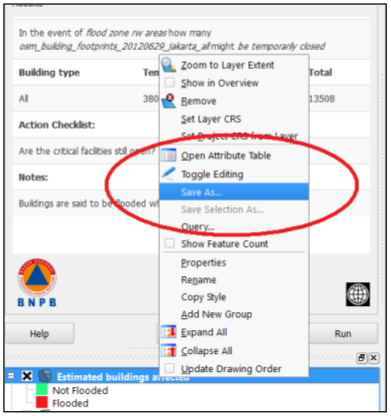 In the event of flood zone rw areas how many
osm_building_footprints_20120629_jakarta_all might be temporarily closed
Building type
Total
All
380
13508
Action Checklist:
Are the critical facilities still open?
Notes:
Buildings are said to be flooded
Zoom to Layer Extent
Show in Overview
Remove
Set Layer CRS
Set Project CRS from Layer
Open Attribute Table
Toggle Editing
Save As...
Save Selection As...
Query...
Show Feature Count
Properties
Rename
Copy Style
Add New Group
Expand All
Collapse All
Update Drawing Order
BNPB
Help
Run
Estimated buildings affected
Not Flooded
Flooded